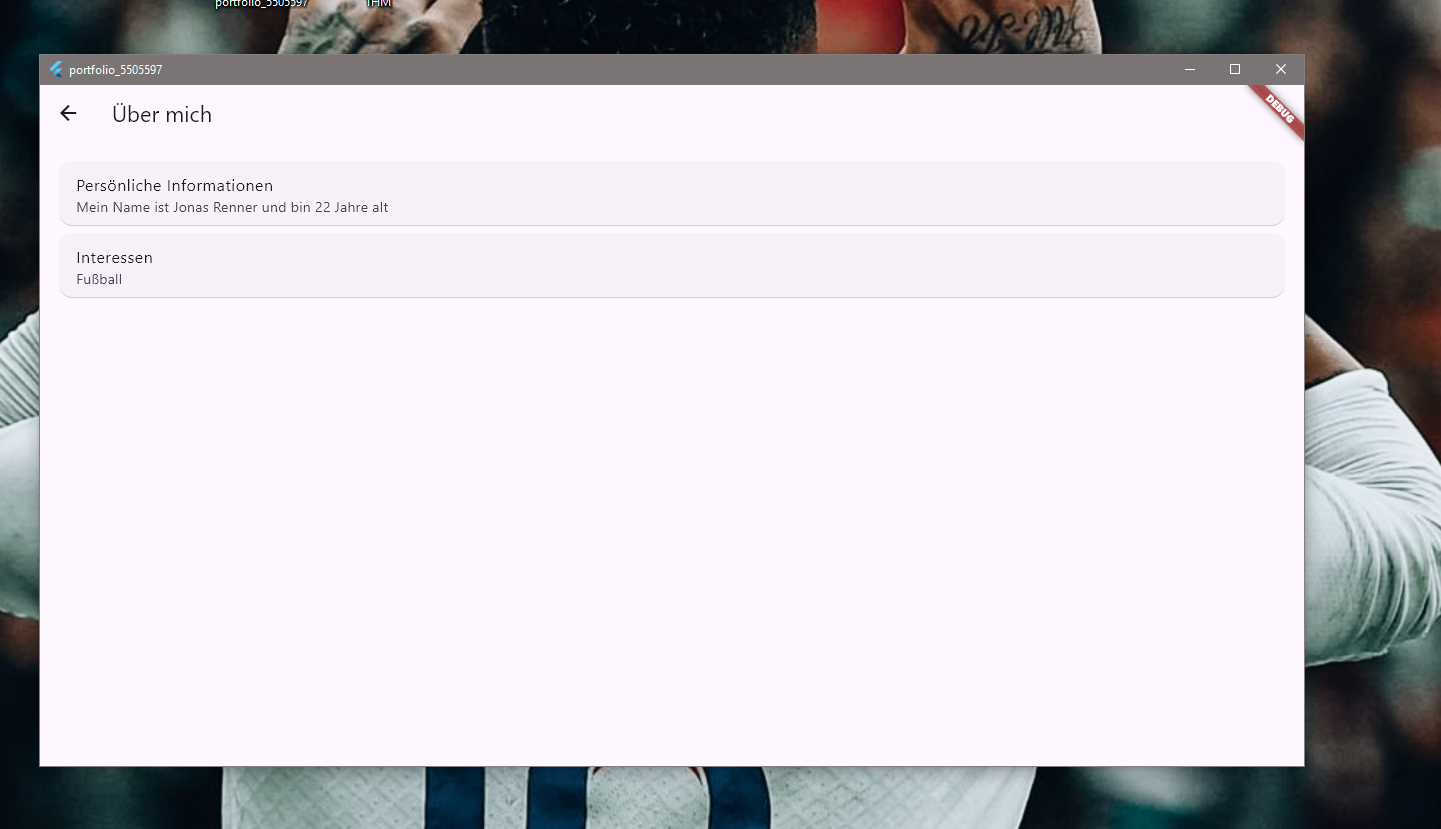 portfolio_5505597
THM
portfolio_5505597
DEBUG
Über mich
Persönliche Informationen
Mein Name ist Jonas Renner und bin 22 Jahre alt
Interessen
Fußball